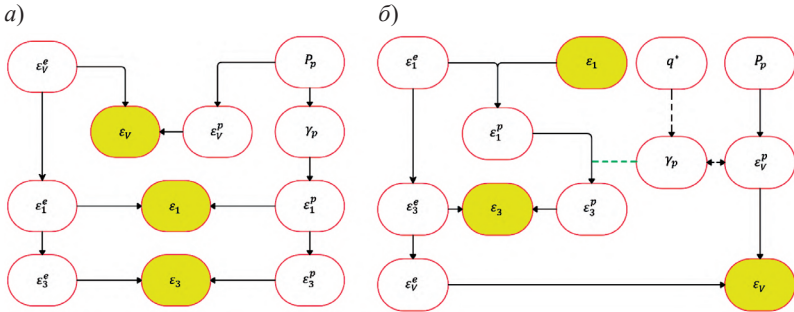 а)
ε_V^e
P_p
ε_V
ε_V^p
γ_p
ε_1^e
ε_1
ε_1^p
ε_3^e
ε_3
ε_3^p
б)
ε_1^e
ε_1
q*
P_p
ε_1^p
γ_p
ε_V^p
ε_3^e
ε_3
ε_3^p
ε_V^e
ε_V